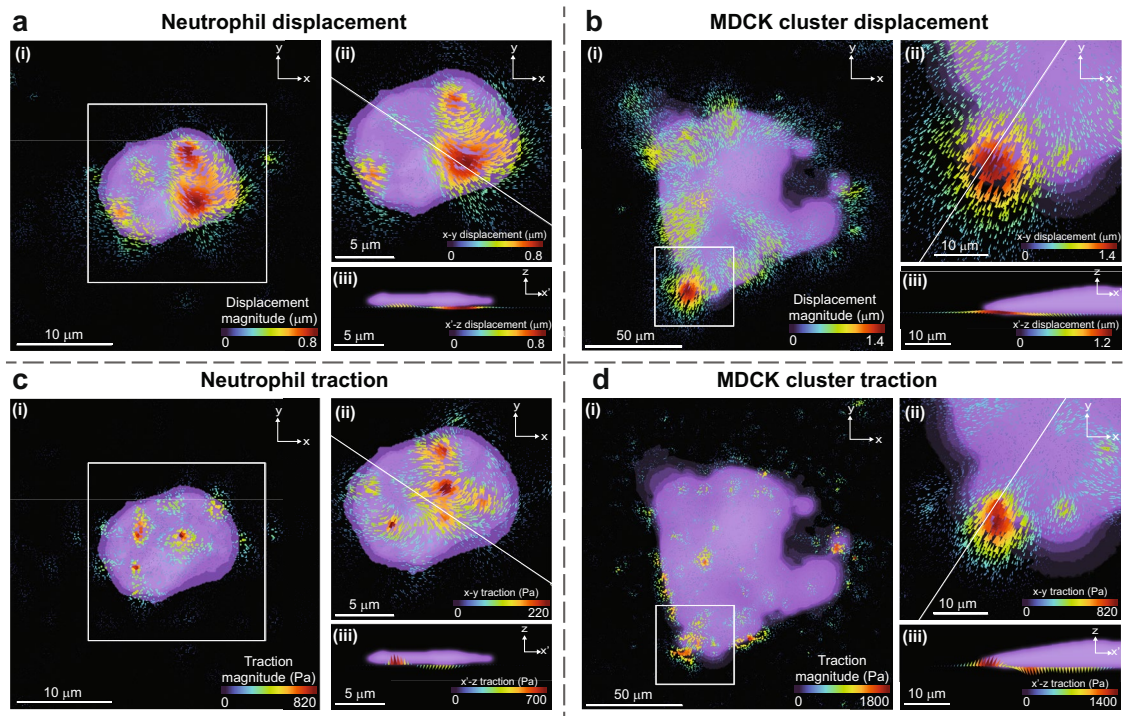 a
Neutrophil displacement
(i)
y
x
Displacement
magnitude (μm)
0
0.8
10 μm
(ii)
y
x
x-y displacement (μm)
0
0.8
5 μm
(iii)
z
x'
x'-z displacement (μm)
0
0.8
5 μm
b
MDCK cluster displacement
(i)
y
x
Displacement
magnitude (μm)
0
1.4
50 μm
(ii)
y
x
x-y displacement (μm)
0
1.4
10 μm
(iii)
z
x'
x'-z displacement (μm)
0
1.2
10 μm
c
Neutrophil traction
(i)
y
x
Traction
magnitude (Pa)
0
820
10 μm
(ii)
y
x
x-y traction (Pa)
0
220
5 μm
(iii)
z
x'
x'-z traction (Pa)
0
700
5 μm
d
MDCK cluster traction
(i)
y
x
Traction
magnitude (Pa)
0
1800
50 μm
(ii)
y
x
x-y traction (Pa)
0
820
10 μm
(iii)
z
x'
x'-z traction (Pa)
0
1400
10 μm